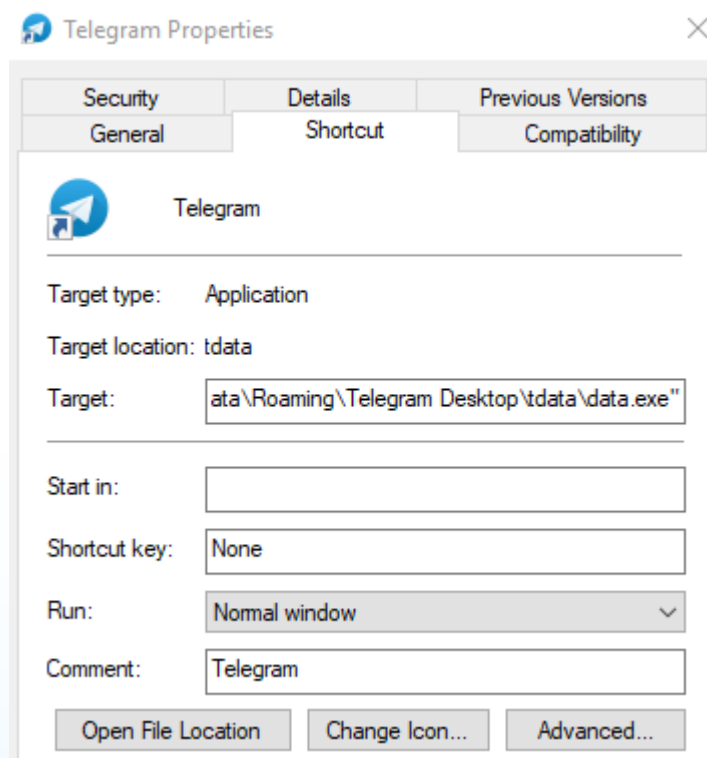 Telegram Properties
Security Details Previous Versions
General Shortcut Compatibility
Telegram
Target type: Application
Target location: tdata
Target: ata\Roaming\Telegram Desktop\tdata\data.exe"
Start in:
Shortcut key: None
Run: Normal window
Comment: Telegram
Open File Location Change Icon... Advanced...